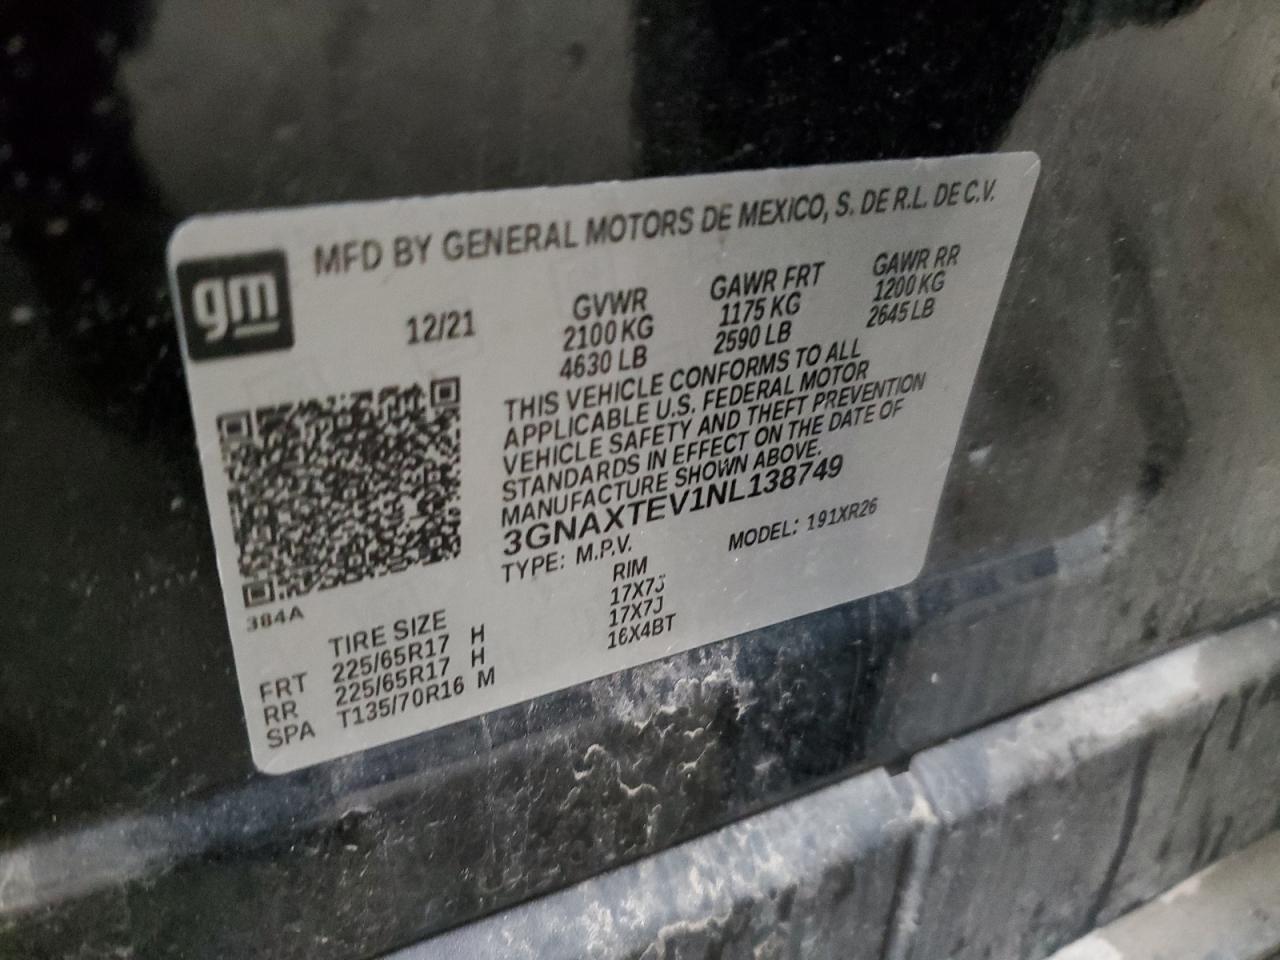 gm
MFD BY GENERAL MOTORS DE MEXICO, S. DE R.L. DE C.V.
12/21
GVWR GAWR FRT GAWR RR
2100 KG 1175 KG 1200 KG
4630 LB 2590 LB 2645 LB
THIS VEHICLE CONFORMS TO ALL
APPLICABLE U.S. FEDERAL MOTOR
VEHICLE SAFETY AND THEFT PREVENTION
STANDARDS IN EFFECT ON THE DATE OF
MANUFACTURE SHOWN ABOVE.
3GNAXTEV1NL138749
TYPE: M.P.V. MODEL: 191XR26
384A
TIRE SIZE RIM
FRT 225/65R17 H 17X7J
RR 225/65R17 H 17X7J
SPA T135/70R16 M 16X4BT